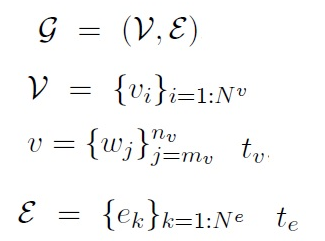 𝒢 = (𝒱, ℰ)
𝒱 = {v_i}_{i=1:N^v}
v = {w_j}_{j=m_v}^{n_v} t_v.
ℰ = {e_k}_{k=1:N^e} t_e